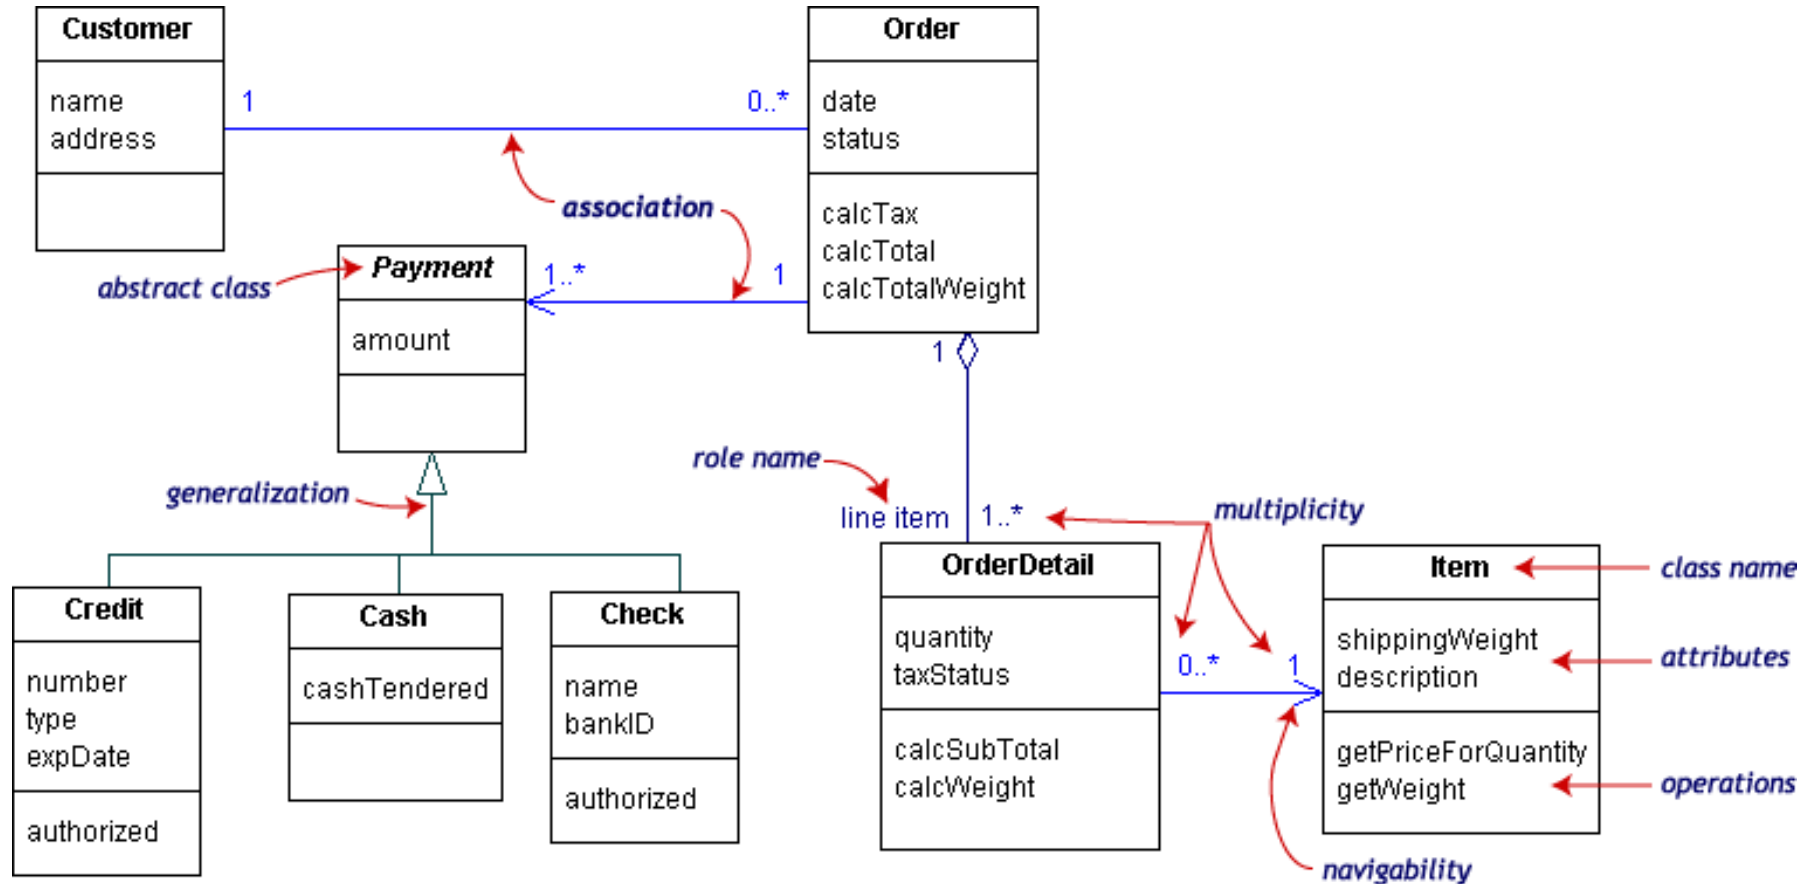 Customer
name
address
1
0..*
Order
date
status
calcTax
calcTotal
calcTotalWeight
association
abstract class
Payment
amount
1..*
1
1
generalization
role name
line item
1..*
multiplicity
Credit
number
type
expDate
authorized
Cash
cashTendered
Check
name
bankID
authorized
OrderDetail
quantity
taxStatus
calcSubTotal
calcWeight
0..*
1
Item
shippingWeight
description
getPriceForQuantity
getWeight
class name
attributes
operations
navigability